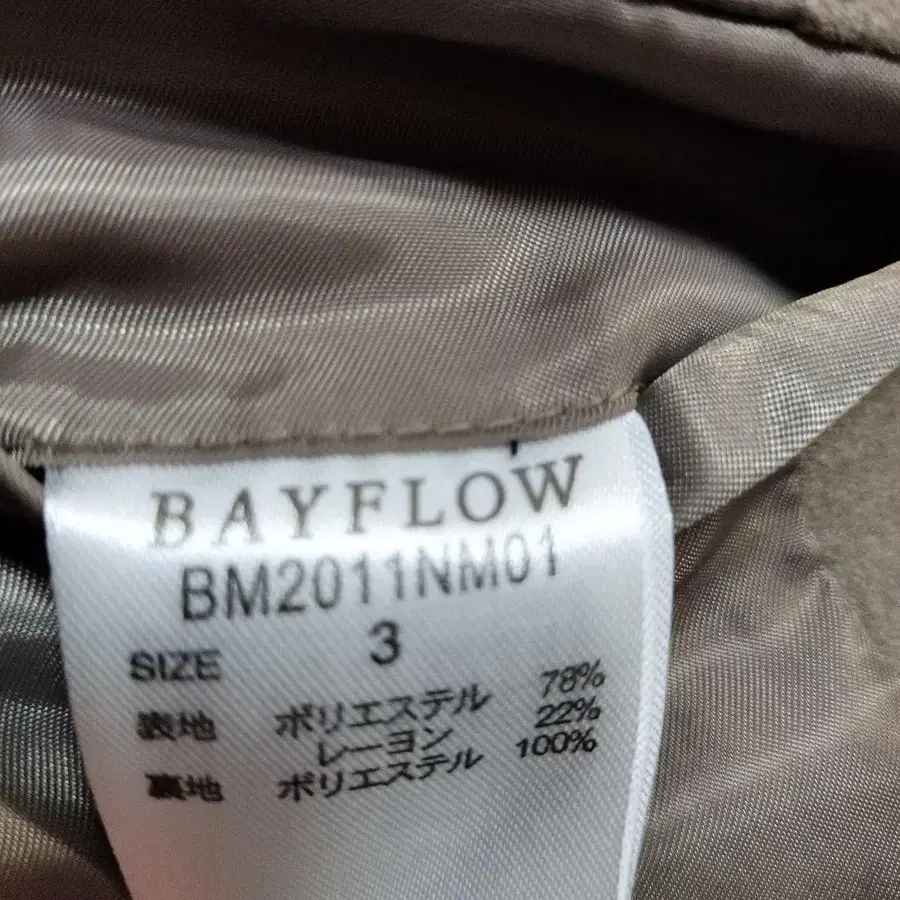 BAYFLOW
BM2011NM01
SIZE 3
表地 ポリエステル 78%
レーヨン 22%
裏地 ポリエステル 100%